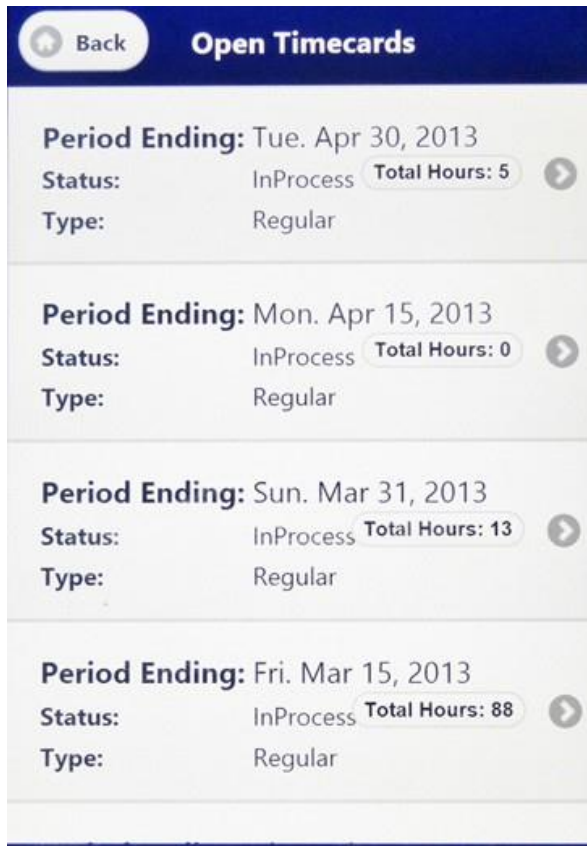 Back Open Timecards
Period Ending: Tue. Apr 30, 2013
Status: InProcess Total Hours: 5
Type: Regular
Period Ending: Mon. Apr 15, 2013
Status: InProcess Total Hours: 0
Type: Regular
Period Ending: Sun. Mar 31, 2013
Status: InProcess Total Hours: 13
Type: Regular
Period Ending: Fri. Mar 15, 2013
Status: InProcess Total Hours: 88
Type: Regular